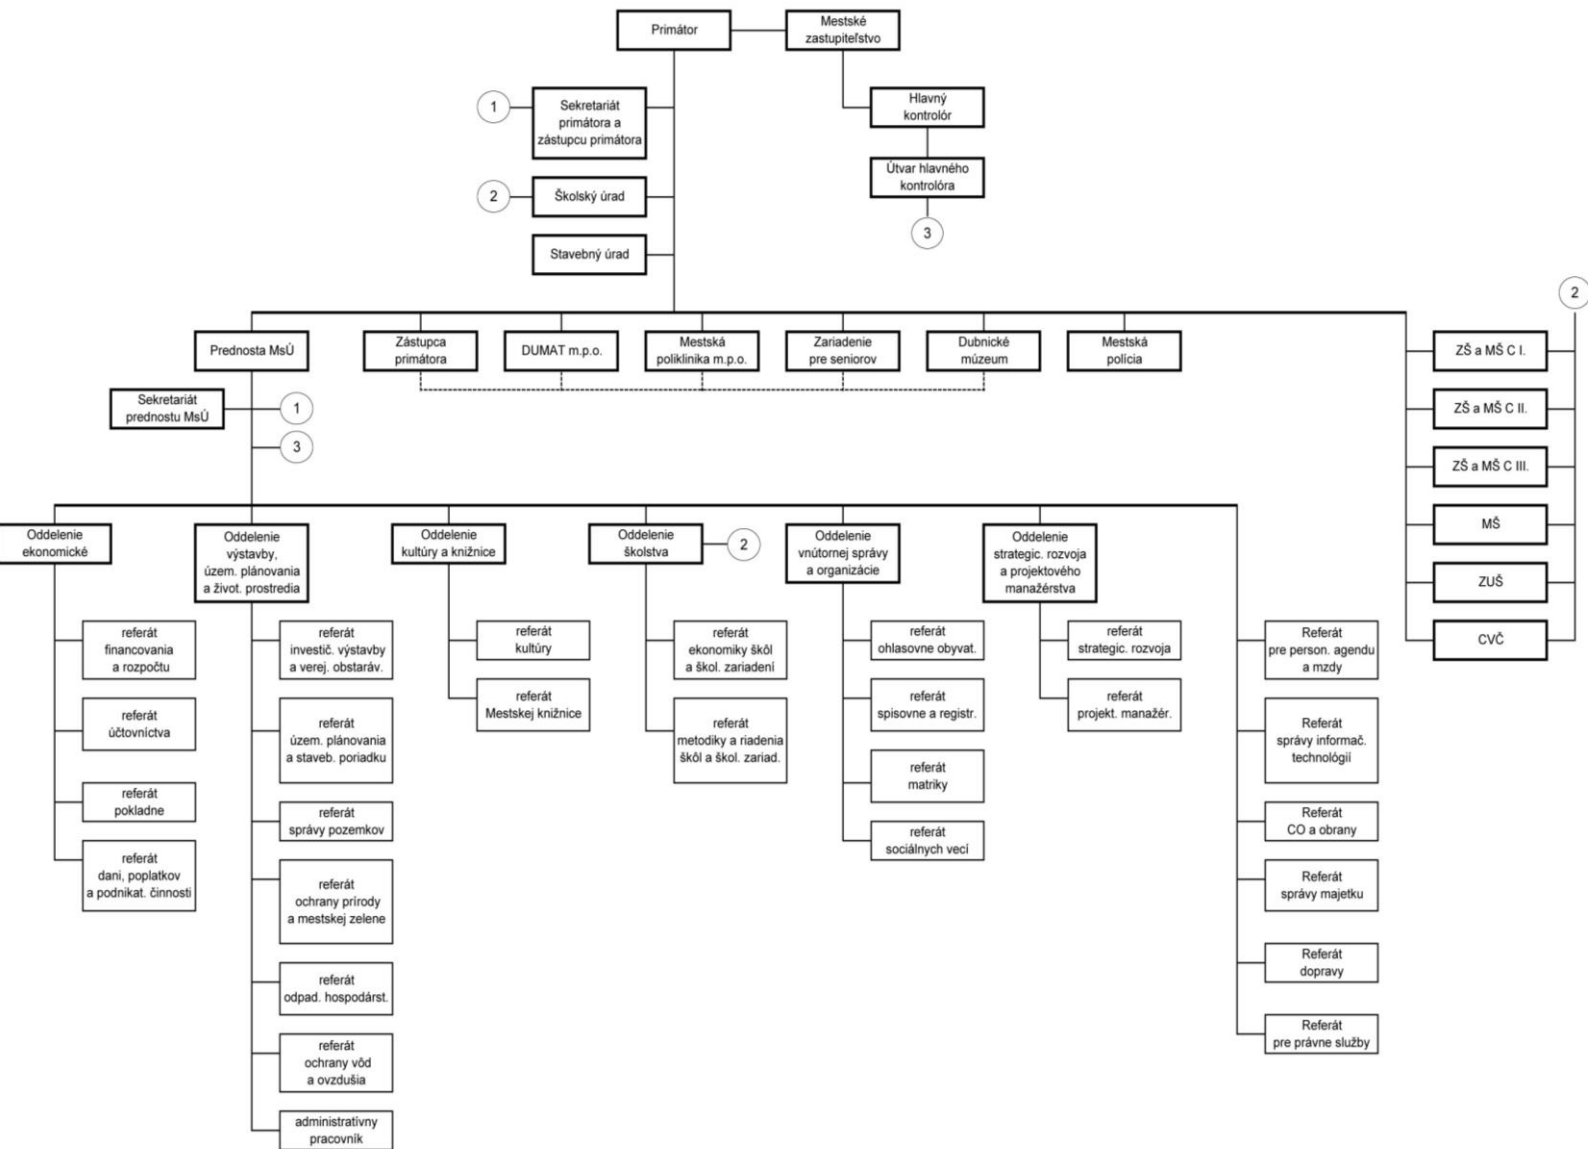 Primátor
Mestské
zastupiteľstvo
1
Sekretariát
primátora a
zástupcu primátora
Hlavný
kontrolór
2
Školský úrad
Útvar hlavného
kontrolóra
3
Stavebný úrad
2
Prednosta MsÚ
Zástupca
primátora
DUMAT m.p.o.
Mestská
poliklinika m.p.o.
Zariadenie
pre seniorov
Dubnické
múzeum
Mestská
polícia
ZŠ a MŠ C I.
ZŠ a MŠ C II.
ZŠ a MŠ C III.
MŠ
ZUŠ
CVČ
Sekretariát
prednostu MsÚ
1
3
Oddelenie
ekonomické
Oddelenie
výstavby,
územ. plánovania
a život. prostredia
Oddelenie
kultúry a knižnice
Oddelenie
školstva
2
Oddelenie
vnútornej správy
a organizácie
Oddelenie
strategic. rozvoja
a projektového
manažérstva
referát
financovania
a rozpočtu
referát
účtovníctva
referát
pokladne
referát
dani, poplatkov
a podnikat. činnosti
referát
investič. výstavby
a verej. obstaráv.
referát
územ. plánovania
a staveb. poriadku
referát
správy pozemkov
referát
ochrany prírody
a mestskej zelene
referát
odpad. hospodárst.
referát
ochrany vôd
a ovzdušia
administratívny
pracovník
referát
kultúry
referát
Mestskej knižnice
referát
ekonomiky škôl
a škol. zariadení
referát
metodiky a riadenia
škôl a škol. zariad.
referát
ohlasovne obyvat.
referát
spisovne a registr.
referát
matriky
referát
sociálnych vecí
referát
strategic. rozvoja
referát
projekt. manažér.
Referát
pre person. agendu
a mzdy
Referát
správy informač.
technológií
Referát
CO a obrany
Referát
správy majetku
Referát
dopravy
Referát
pre právne služby